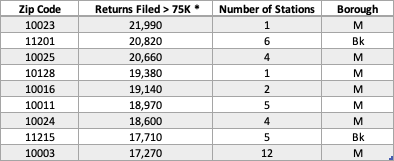 Zip Code Returns Filed > 75K * Number of Stations Borough
10023 21,990 1 M
11201 20,820 6 Bk
10025 20,660 4 M
10128 19,380 1 M
10016 19,140 2 M
10011 18,970 5 M
10024 18,600 4 M
11215 17,710 5 Bk
10003 17,270 12 M